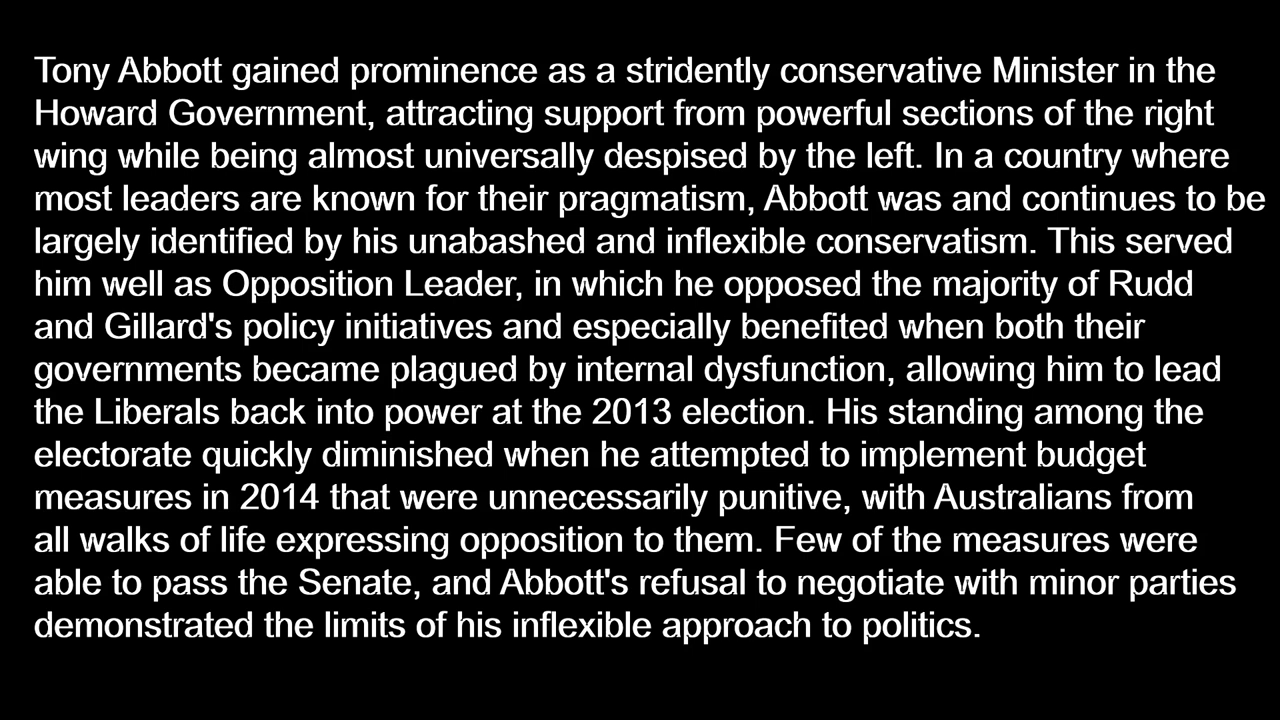 Tony Abbott gained prominence as a stridently conservative Minister in the
Howard Government, attracting support from powerful sections of the right
wing while being almost universally despised by the left. In a country where
most leaders are known for their pragmatism, Abbott was and continues to be
largely identified by his unabashed and inflexible conservatism. This served
him well as Opposition Leader, in which he opposed the majority of Rudd
and Gillard's policy initiatives and especially benefited when both their
governments became plagued by internal dysfunction, allowing him to lead
the Liberals back into power at the 2013 election. His standing among the
electorate quickly diminished when he attempted to implement budget
measures in 2014 that were unnecessarily punitive, with Australians from
all walks of life expressing opposition to them. Few of the measures were
able to pass the Senate, and Abbott's refusal to negotiate with minor parties
demonstrated the limits of his inflexible approach to politics.